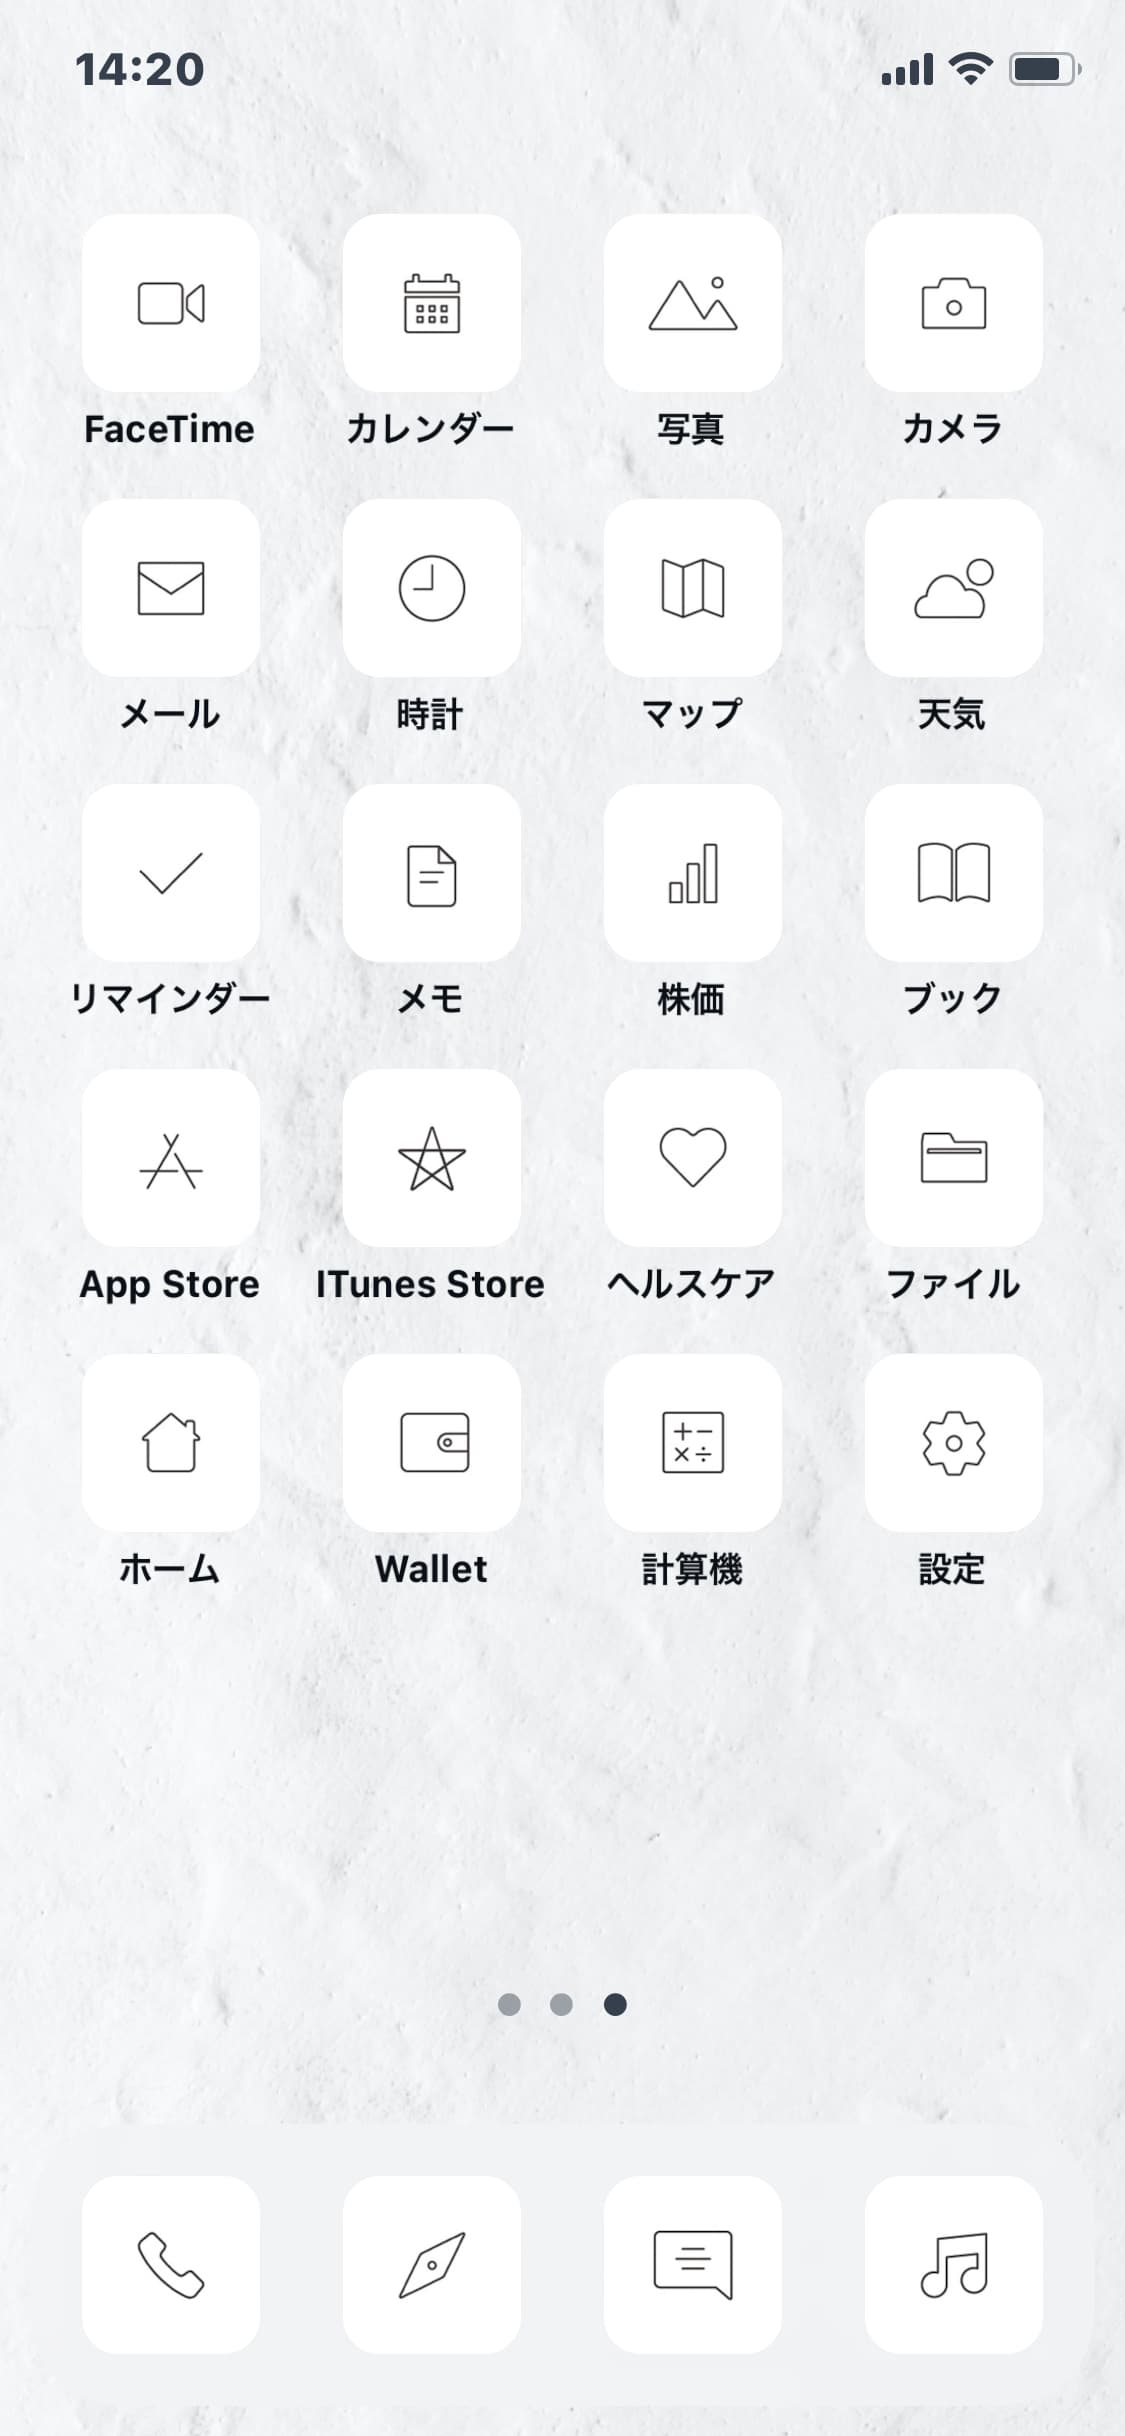 14:20
FaceTime カレンダー 写真 カメラ
メール 時計 マップ 天気
リマインダー メモ 株価 ブック
App Store ITunes Store ヘルスケア ファイル
ホーム Wallet 計算機 設定